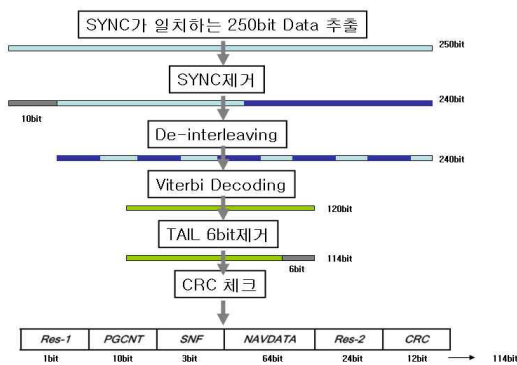 SYNC가 일치하는 250bit Data 추출
250bit
SYNC제거
240bit
10bit
De-interleaving
240bit
Viterbi Decoding
120bit
TAIL 6bit제거
114bit
6bit
CRC 체크
Res-1 PGCNT SNF NAVDATA Res-2 CRC
1bit 10bit 3bit 64bit 24bit 12bit 114bit